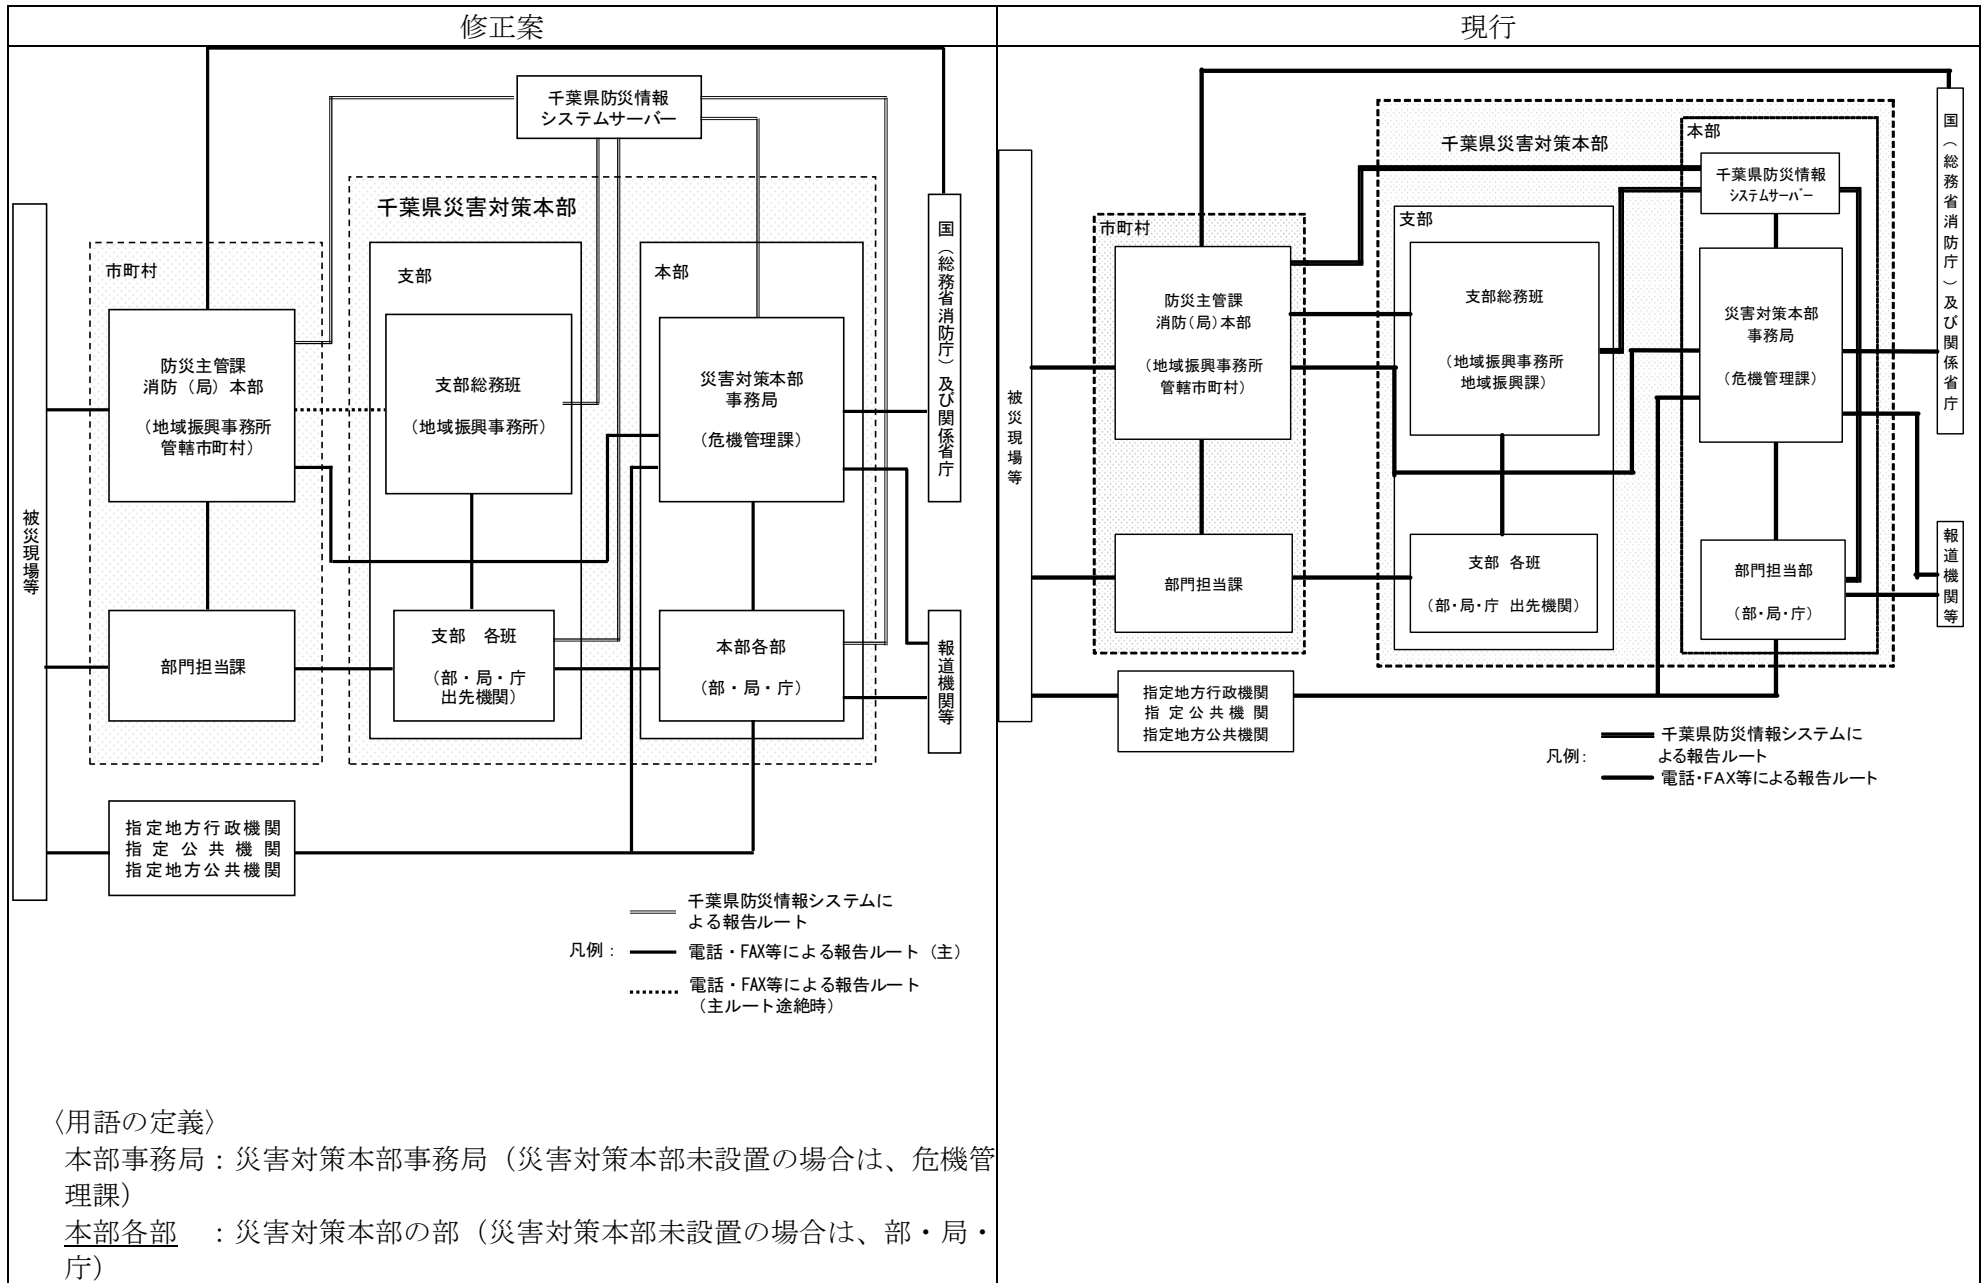 修正案
千葉県防災情報
システムサーバー
千葉県災害対策本部
市町村
支部
本部
被災現場等
防災主管課
消防（局）本部
（地域振興事務所
管轄市町村）
支部総務班
（地域振興事務所）
災害対策本部
事務局
（危機管理課）
国（総務省消防庁）及び関係省庁
部門担当課
支部　各班
（部・局・庁
出先機関）
本部各部
（部・局・庁）
報道機関等
指定地方行政機関
指定公共機関
指定地方公共機関
千葉県防災情報システムに
よる報告ルート
凡例：
電話・FAX等による報告ルート（主）
電話・FAX等による報告ルート
（主ルート途絶時）
〈用語の定義〉
本部事務局：災害対策本部事務局（災害対策本部未設置の場合は、危機管
理課）
本部各部　：災害対策本部の部（災害対策本部未設置の場合は、部・局・
庁）
現行
千葉県災害対策本部
本部
千葉県防災情報
システムサーバー
市町村
支部
被災現場等
防災主管課
消防（局）本部
（地域振興事務所
管轄市町村）
支部総務班
（地域振興事務所
地域振興課）
災害対策本部
事務局
（危機管理課）
国（総務省消防庁）及び関係省庁
部門担当課
支部 各班
（部・局・庁 出先機関）
部門担当部
（部・局・庁）
報道機関等
指定地方行政機関
指定公共機関
指定地方公共機関
千葉県防災情報システムに
凡例：
よる報告ルート
電話・FAX等による報告ルート